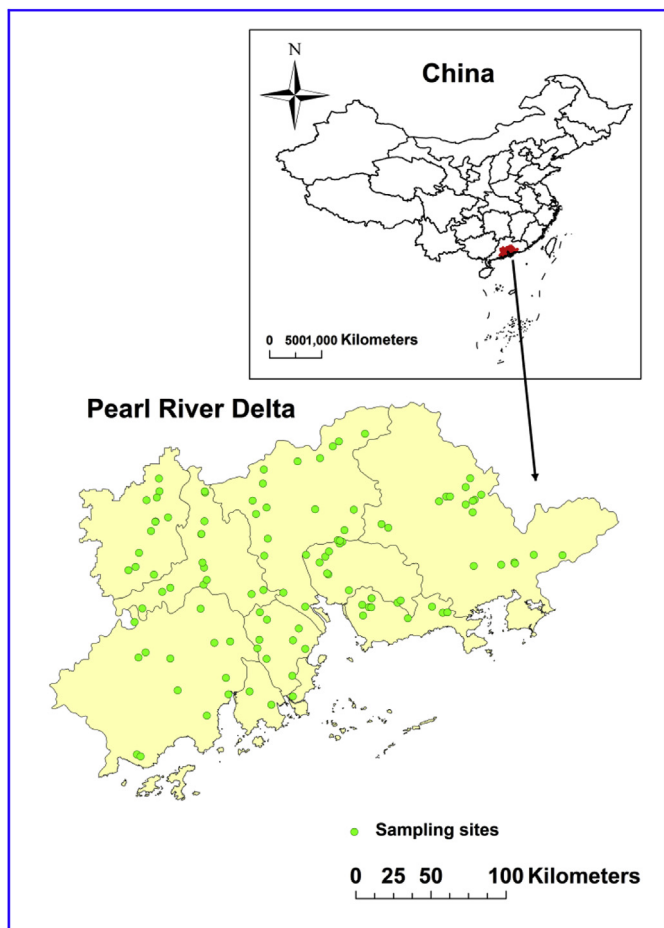 N
China
0 5001,000 Kilometers
Pearl River Delta
Sampling sites
0 25 50 100 Kilometers